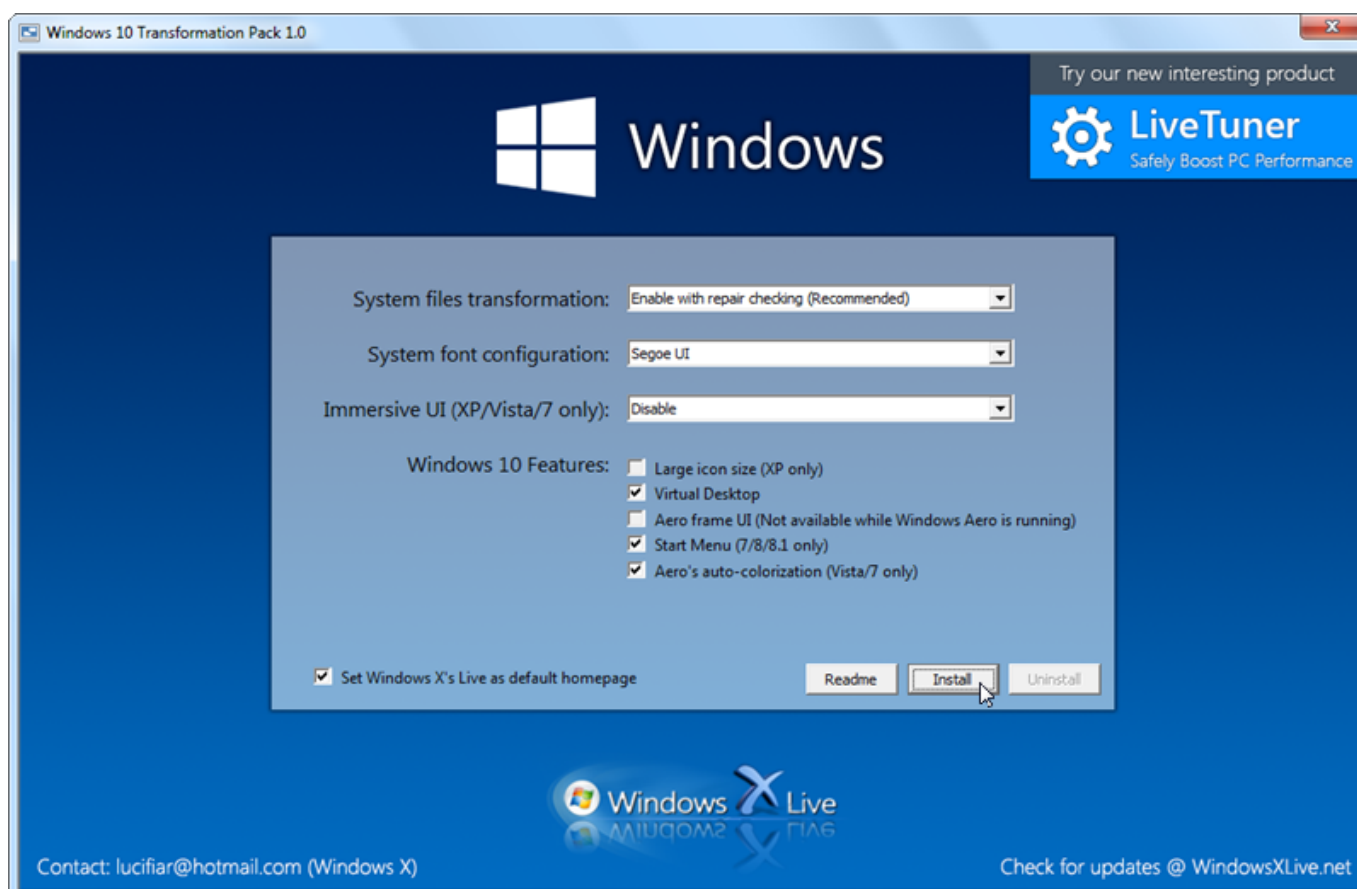 Windows 10 Transformation Pack 1.0
Try our new interesting product
LiveTuner
Safely Boost PC Performance
Windows
System files transformation: Enable with repair checking (Recommended)
System font configuration: Segoe UI
Immersive UI (XP/Vista/7 only): Disable
Windows 10 Features: Large icon size (XP only)
Virtual Desktop
Aero frame UI (Not available while Windows Aero is running)
Start Menu (7/8/8.1 only)
Aero's auto-colorization (Vista/7 only)
Set Windows X's Live as default homepage Readme Install Uninstall
Windows X Live
Contact: lucifiar@hotmail.com (Windows X) Check for updates @ WindowsXLive.net